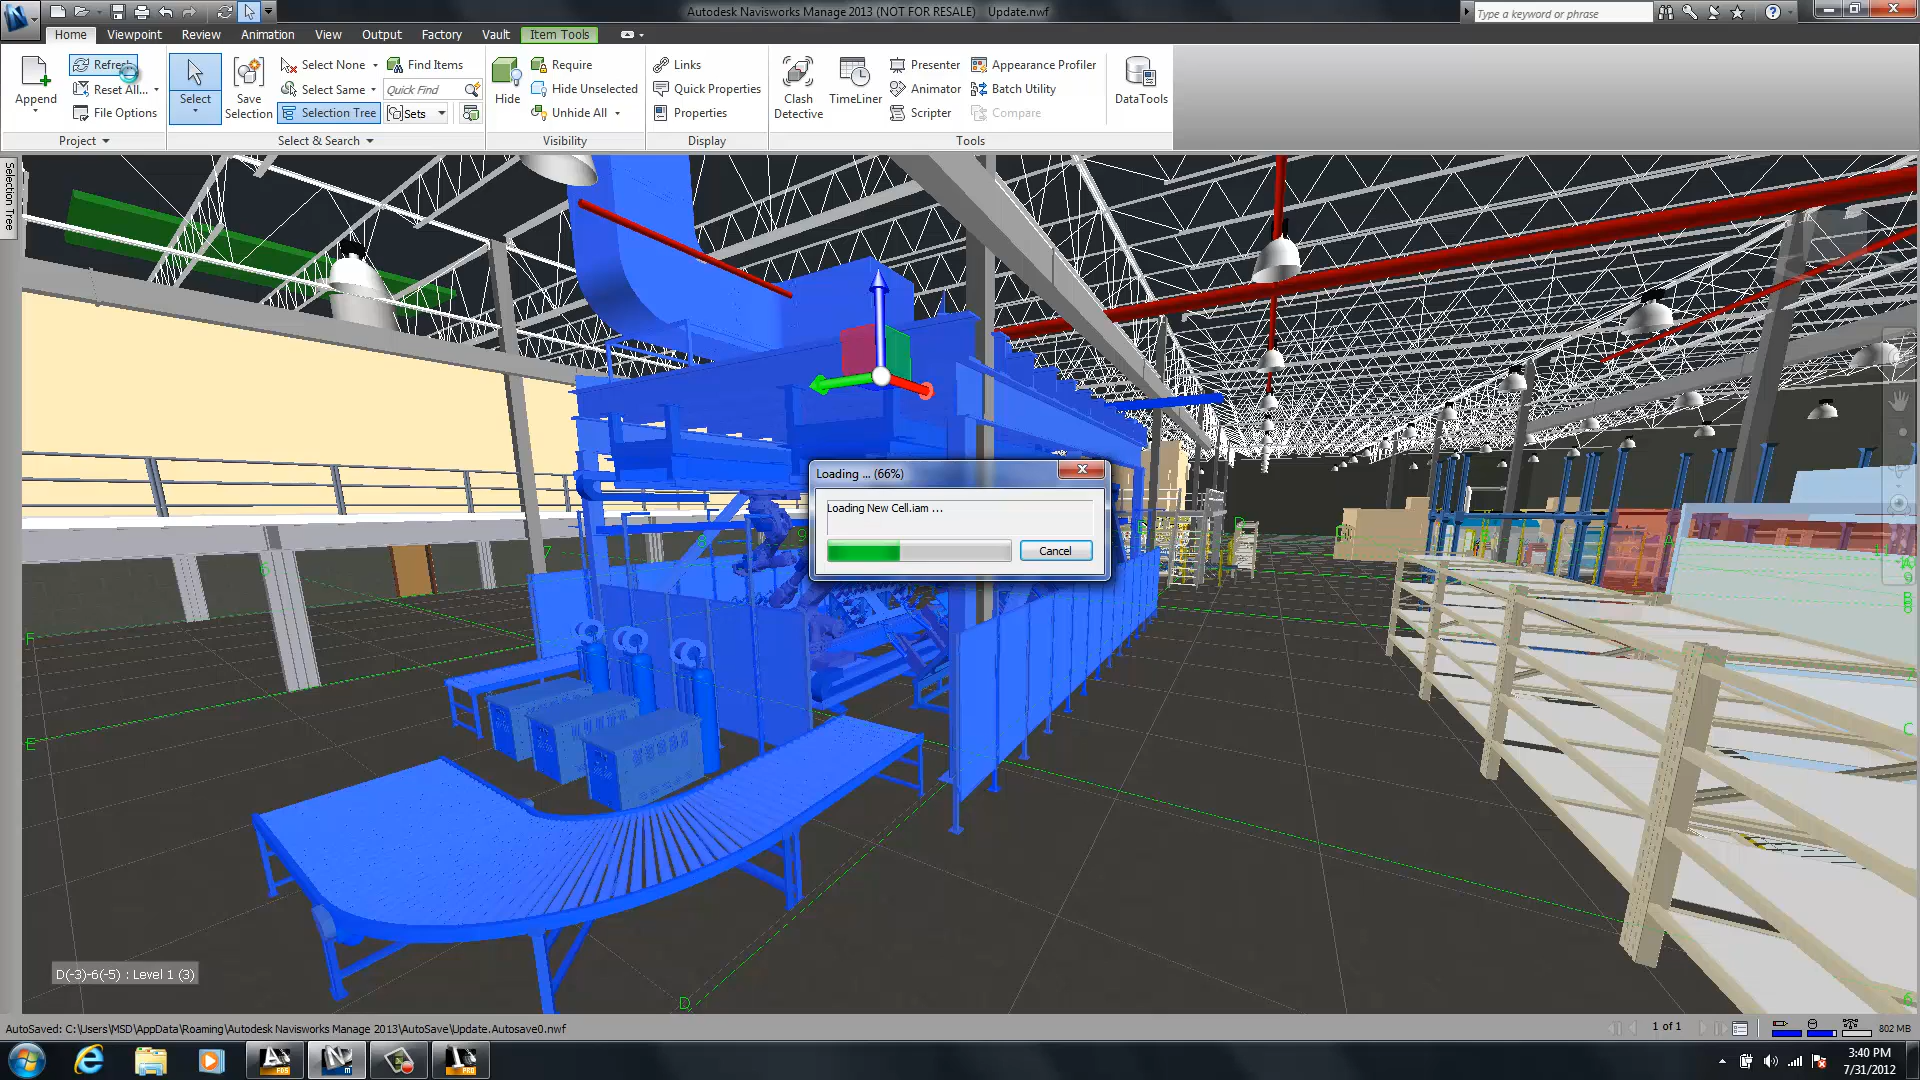 Autodesk Navisworks Manage 2013 (NOT FOR RESALE) Update.nwf
Type a keyword or phrase
Home Viewpoint Review Animation View Output Factory Vault Item Tools
Append
Refresh
Reset All...
File Options
Project
Select
Save Selection
Select None
Select Same
Selection Tree
Find Items
Quick Find
Sets
Select & Search
Hide
Require
Hide Unselected
Unhide All
Visibility
Links
Quick Properties
Properties
Display
Clash Detective
TimeLiner
Presenter
Animator
Scripter
Appearance Profiler
Batch Utility
Compare
Tools
DataTools
Selection Tree
Loading ... (66%)
Loading New Cell.iam ...
Cancel
F
E
D
6
7
9
A
B
C
D(-3)-6(-5) : Level 1 (3)
AutoSaved: C:\Users\MSD\AppData\Roaming\Autodesk Navisworks Manage 2013\AutoSave\Update.Autosave0.nwf
1 of 1
802 MB
3:40 PM
7/31/2012